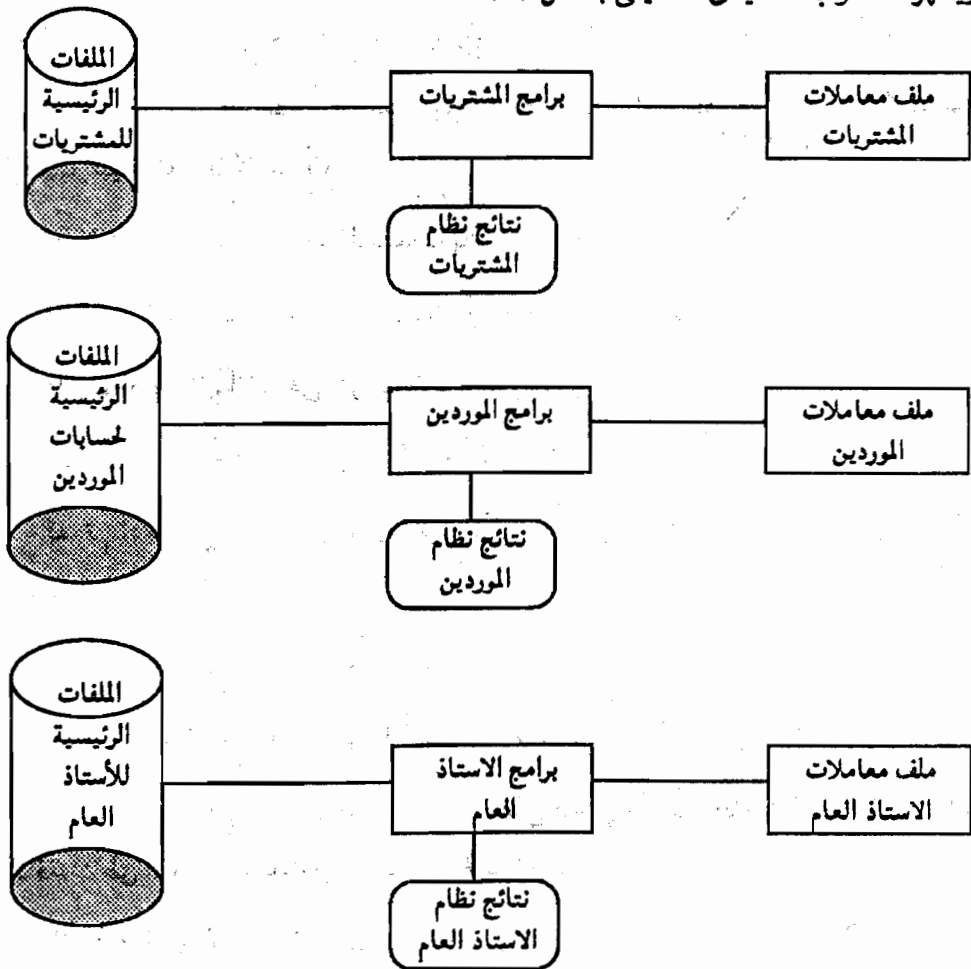 ملف معاملات
المشتريات
برامج المشتريات
الملفات
الرئيسية
للمشتريات
نتائج نظام
المشتريات
ملف معاملات
الموردين
برامج الموردين
الملفات
الرئيسية
لحسابات
الموردين
نتائج نظام
الموردين
ملف معاملات
الاستاذ العام
برامج الاستاذ
العام
الملفات
الرئيسية
للأستاذ
العام
نتائج نظام
الاستاذ العام